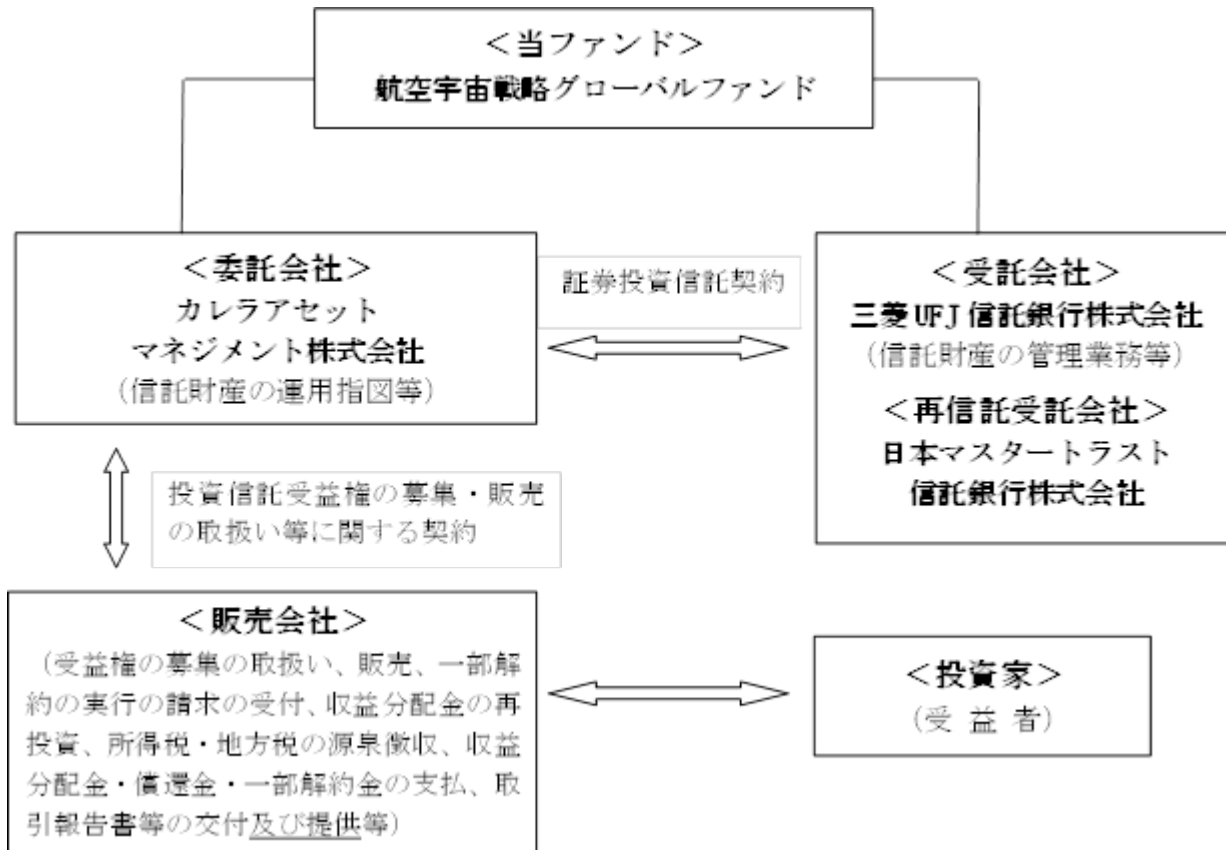 ＜当ファンド＞
航空宇宙戦略グローバルファンド
＜委託会社＞
カレラアセット
マネジメント株式会社
（信託財産の運用指図等）
証券投資信託契約
＜受託会社＞
三菱UFJ信託銀行株式会社
（信託財産の管理業務等）
＜再信託受託会社＞
日本マスタートラスト
信託銀行株式会社
投資信託受益権の募集・販売
の取扱い等に関する契約
＜販売会社＞
（受益権の募集の取扱い、販売、一部解
約の実行の請求の受付、収益分配金の再
投資、所得税・地方税の源泉徴収、収益
分配金・償還金・一部解約金の支払、取
引報告書等の交付及び提供等）
＜投資家＞
（受 益 者）